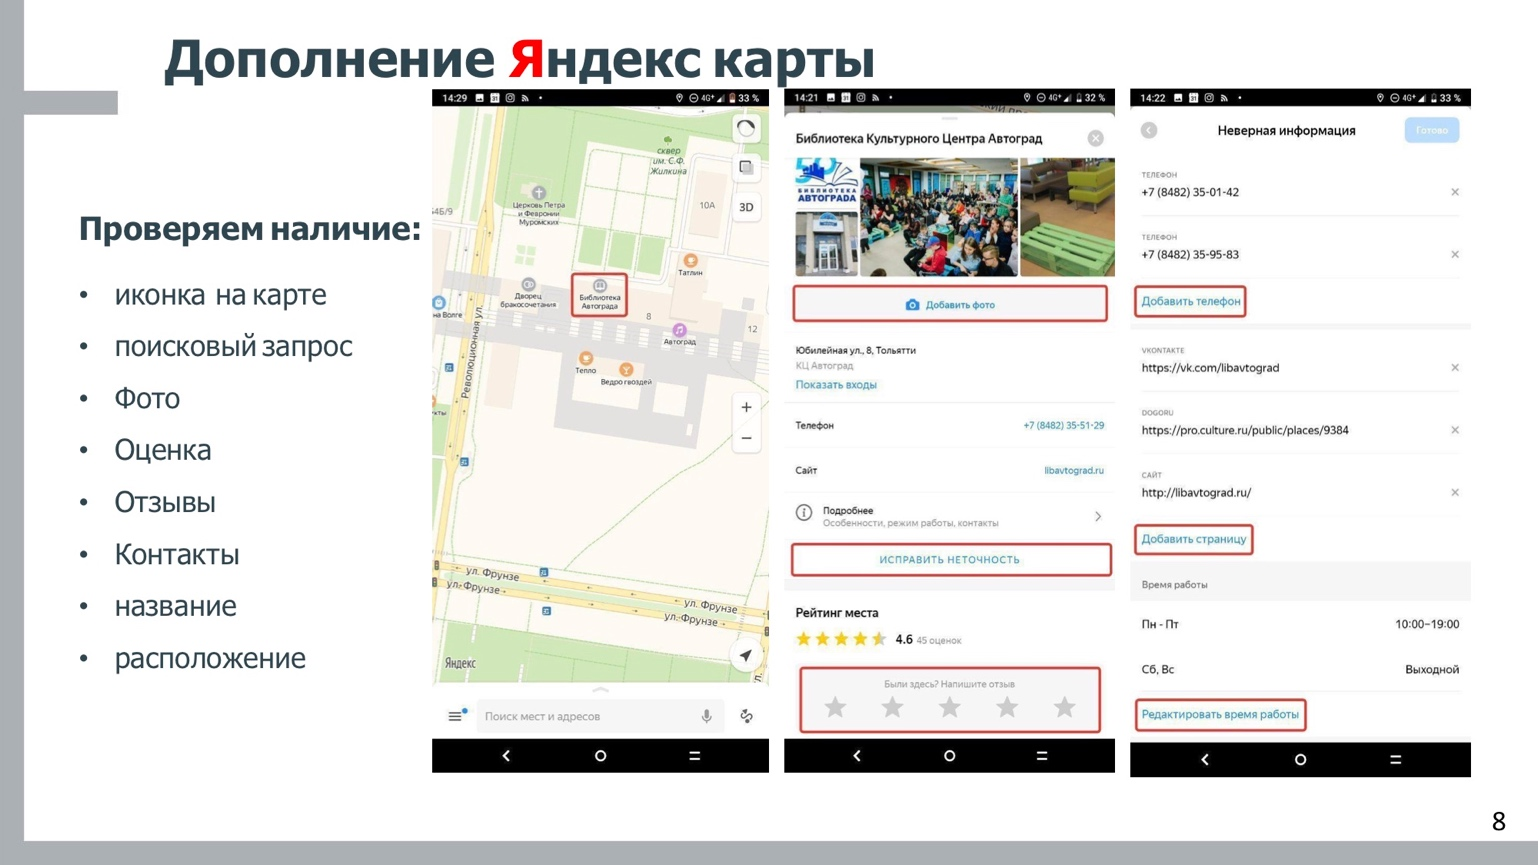 Дополнение Яндекс карты
Проверяем наличие:
• иконка на карте
• поисковый запрос
• Фото
• Оценка
• Отзывы
• Контакты
• название
• расположение
14:29
4G+
33 %
сквер
им. С.Ф.
Жилкина
3D
10А
54Б/9
Церковь Петра
и Февронии
Муромских
Татлин
Дворец
бракосочетания
Библиотека
Автограда
на Волге
8
12
Автоград
Революционная ул.
Тепло
Ведро гвоздей
+
−
ул. Фрунзе
ул. Фрунзе
ул. Фрунзе
ул. Фрунзе
Яндекс
Поиск мест и адресов
14:21
4G+
32 %
Библиотека Культурного Центра Автоград
БИБЛИОТЕКА
АВТОГРАДА
Добавить фото
Юбилейная ул., 8, Тольятти
КЦ Автоград
Показать входы
Телефон +7 (8482) 35-51-29
Сайт libavtograd.ru
Подробнее
Особенности, режим работы, контакты
ИСПРАВИТЬ НЕТОЧНОСТЬ
Рейтинг места
4.6 45 оценок
Были здесь? Напишите отзыв
14:22
4G+
33 %
Неверная информация Готово
ТЕЛЕФОН
+7 (8482) 35-01-42
ТЕЛЕФОН
+7 (8482) 35-95-83
Добавить телефон
VKONTAKTE
https://vk.com/libavtograd
DOGORU
https://pro.culture.ru/public/places/9384
САЙТ
http://libavtograd.ru/
Добавить страницу
Время работы
Пн - Пт 10:00–19:00
Сб, Вс Выходной
Редактировать время работы
8